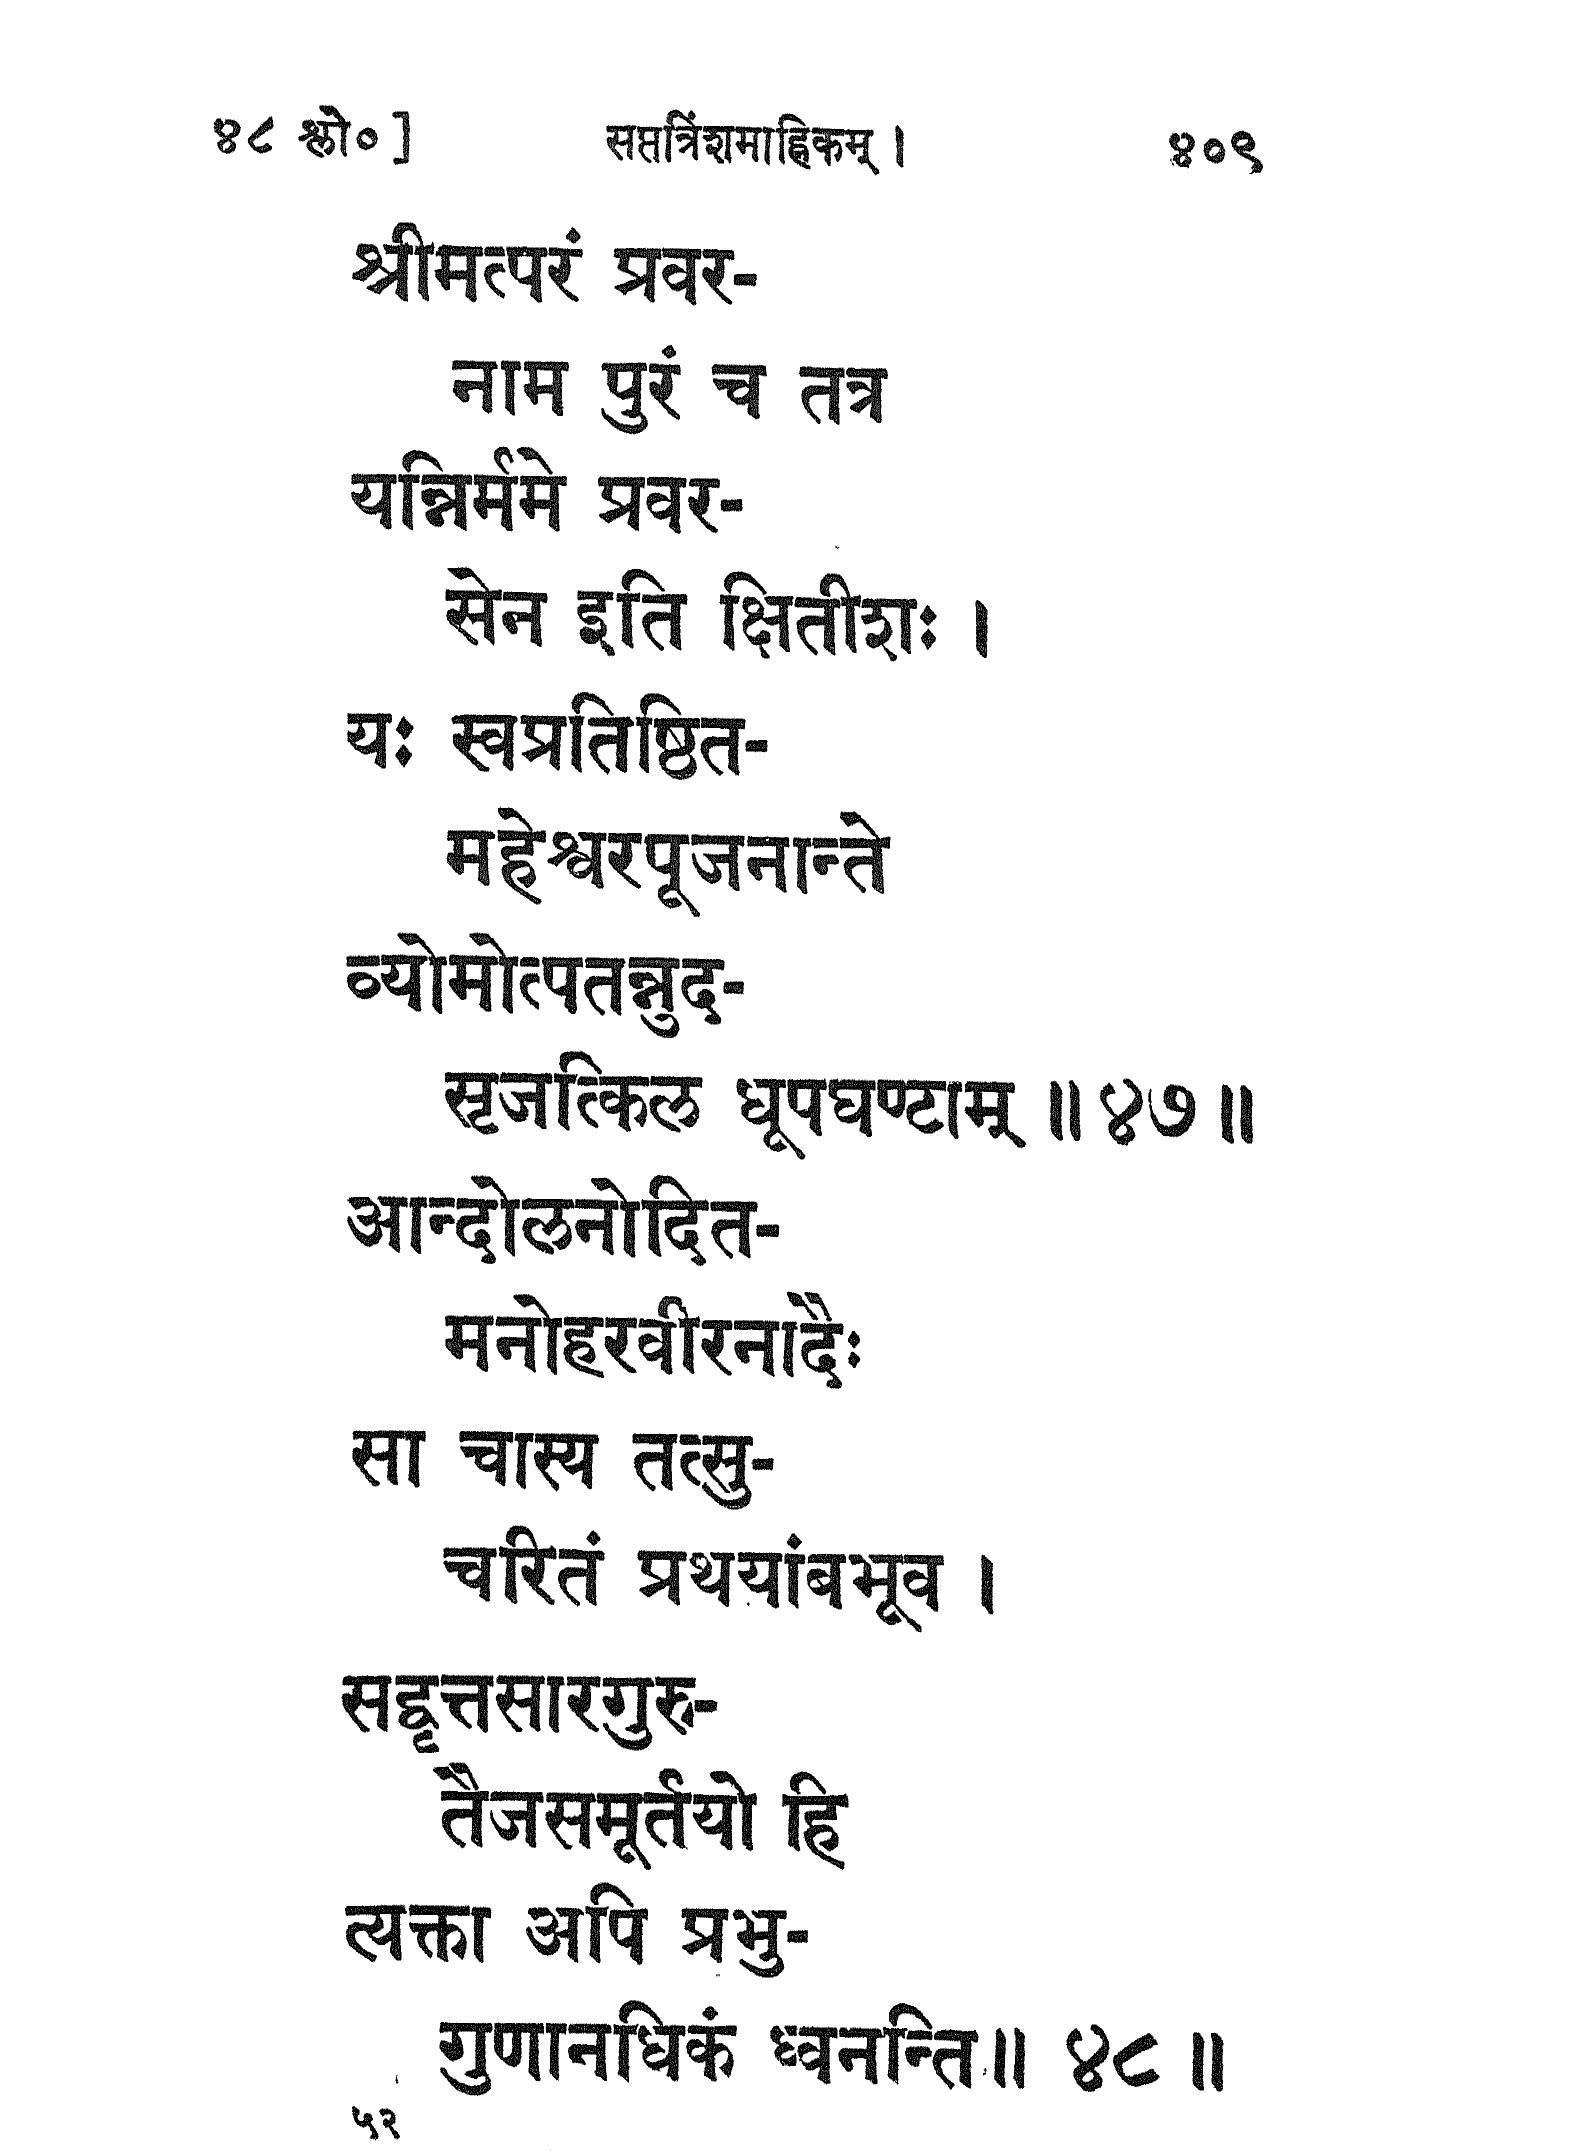 ४८ श्लो० ] सप्तत्रिंशमाह्निकम् । ४०९
श्रीमत्परं प्रवर-
नाम पुरं च तत्र
यन्निर्ममे प्रवर-
सेन इति क्षितीशः ।
यः स्वप्रतिष्ठित-
महेश्वरपूजनान्ते
व्योमोत्पतन्नुद-
सृजत्किल धूपघण्टाम् ॥ ४७ ॥
आन्दोलनोदित-
मनोहरवीरनादैः
सा चास्य तत्सु-
चरितं प्रथयांबभूव ।
सद्वृत्तसारगुरु-
तैजसमूर्तयो हि
त्यक्ता अपि प्रभु-
गुणानधिकं ध्वनन्ति ॥ ४८ ॥
५२